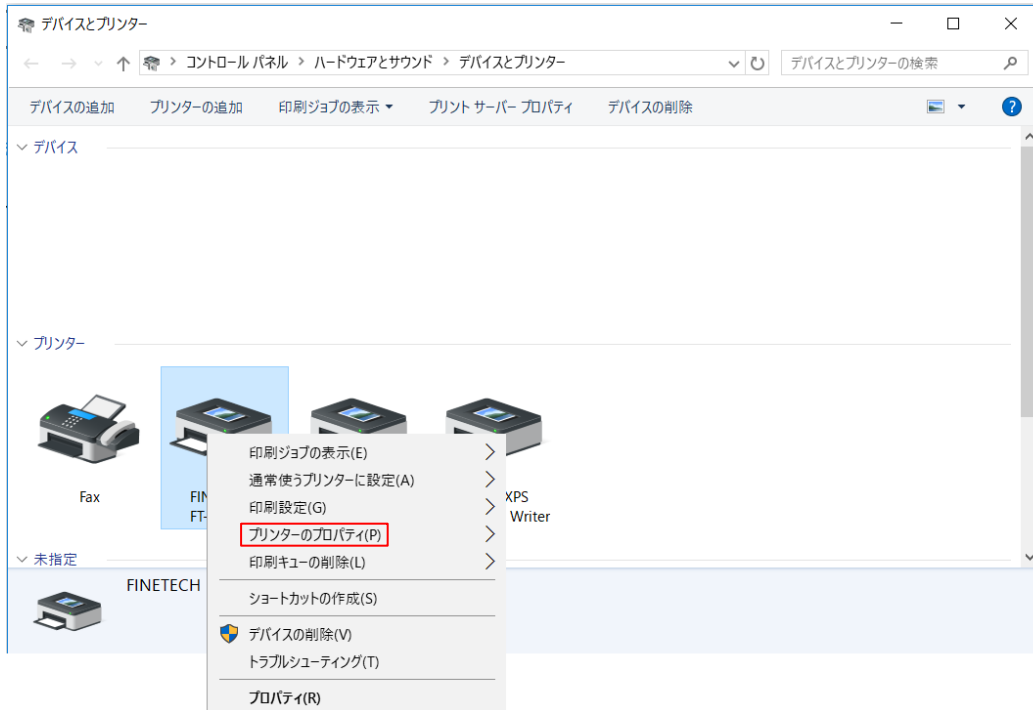 デバイスとプリンター
コントロール パネル > ハードウェアとサウンド > デバイスとプリンター
デバイスとプリンターの検索
デバイスの追加 プリンターの追加 印刷ジョブの表示 プリント サーバー プロパティ デバイスの削除
デバイス
プリンター
Fax
FIN
FT-
XPS
Writer
印刷ジョブの表示(E)
通常使うプリンターに設定(A)
印刷設定(G)
プリンターのプロパティ(P)
印刷キューの削除(L)
ショートカットの作成(S)
デバイスの削除(V)
トラブルシューティング(T)
プロパティ(R)
未指定
FINETECH